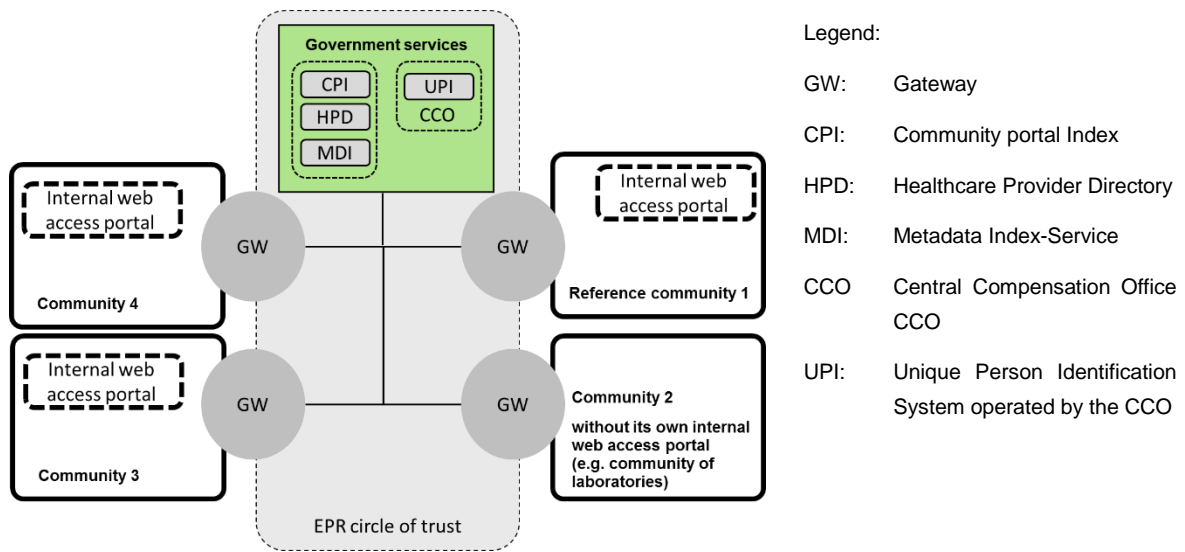 Government services
CPI
HPD
MDI
UPI
CCO
Internal web
access portal
GW
Community 4
Internal web
access portal
GW
Reference community 1
Internal web
access portal
GW
Community 3
GW
Community 2
without its own internal
web access portal
(e.g. community of
laboratories)
EPR circle of trust
Legend:
GW: Gateway
CPI: Community portal Index
HPD: Healthcare Provider Directory
MDI: Metadata Index-Service
CCO Central Compensation Office
CCO
UPI: Unique Person Identification
System operated by the CCO